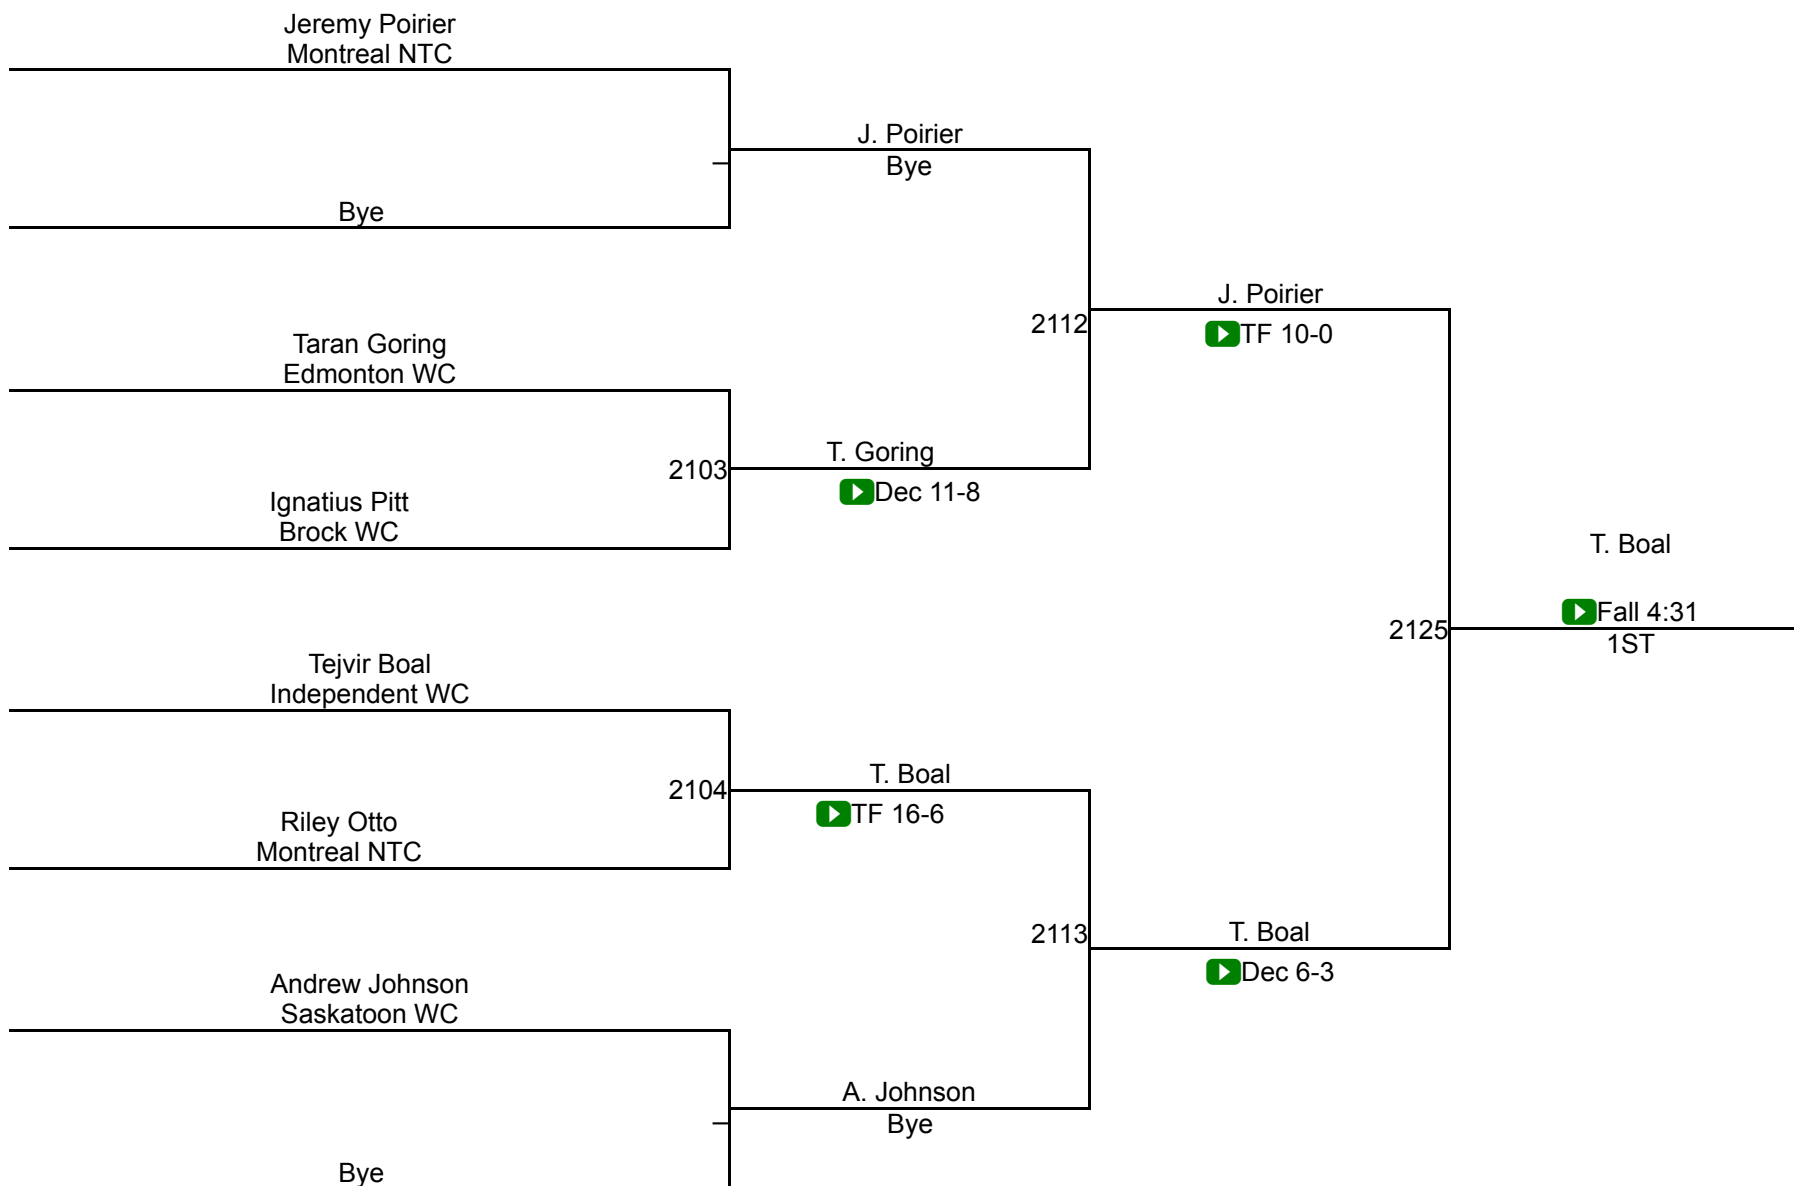 Jeremy Poirier
Montreal NTC
J. Poirier
Bye
Bye
J. Poirier
2112
TF 10-0
Taran Goring
Edmonton WC
T. Goring
2103
Dec 11-8
Ignatius Pitt
Brock WC
T. Boal
Fall 4:31
2125
1ST
Tejvir Boal
Independent WC
T. Boal
2104
TF 16-6
Riley Otto
Montreal NTC
2113
T. Boal
Dec 6-3
Andrew Johnson
Saskatoon WC
A. Johnson
Bye
Bye